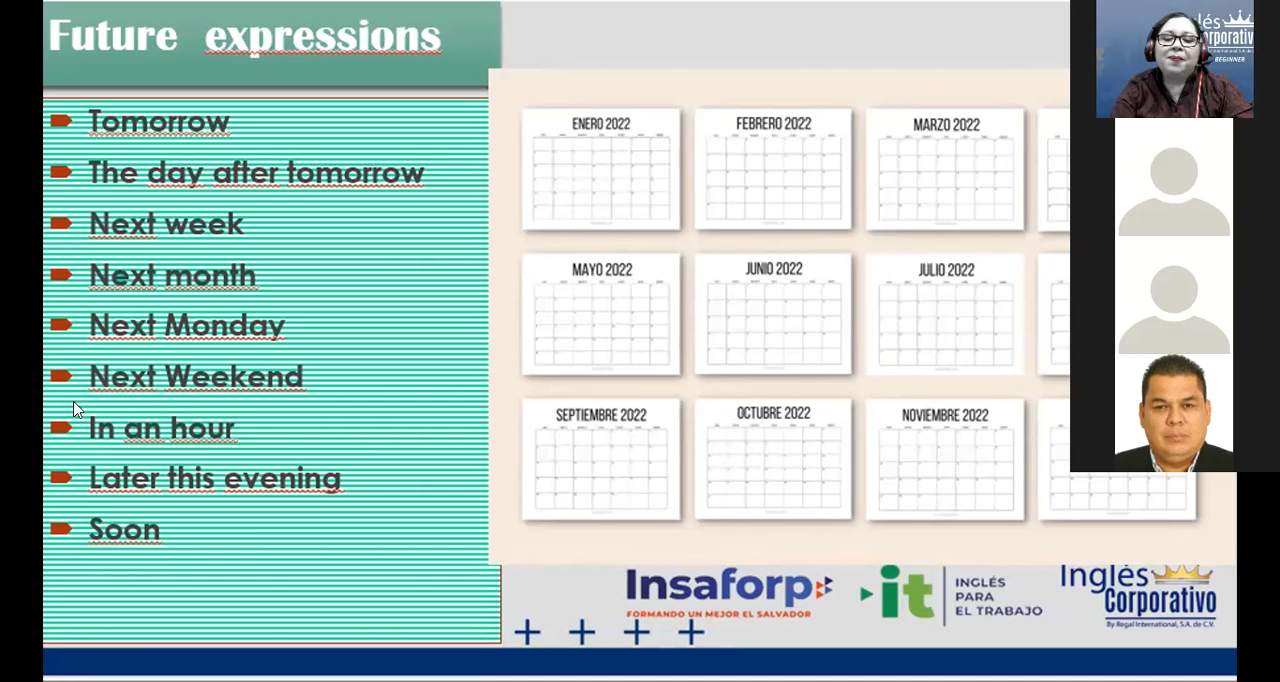 Future expressions
Tomorrow
The day after tomorrow
Next week
Next month
Next Monday
Next Weekend
In an hour
Later this evening
Soon
ENERO 2022
FEBRERO 2022
MARZO 2022
MAYO 2022
JUNIO 2022
JULIO 2022
SEPTIEMBRE 2022
OCTUBRE 2022
NOVIEMBRE 2022
Insaforp
FORMANDO UN MEJOR EL SALVADOR
it
INGLÉS
PARA
EL TRABAJO
Inglés
Corporativo
By Regal International, S.A. de C.V.
lés
Corporativo
BEGINNER